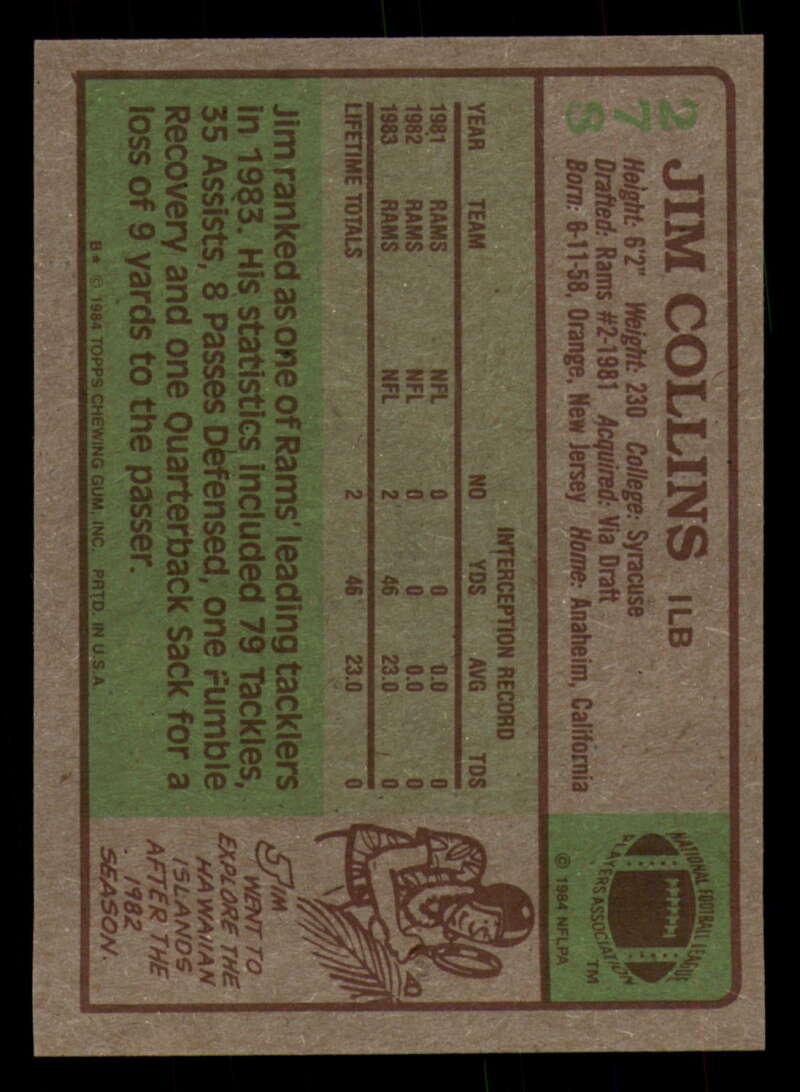 278
JIM COLLINS ILB
Height: 6'2" Weight: 230 College: Syracuse
Drafted: Rams #2-1981 Acquired: Via Draft
Born: 6-11-58, Orange, New Jersey Home: Anaheim, California
NATIONAL FOOTBALL LEAGUE
PLAYERS ASSOCIATION
TM
© 1984 NFLPA
INTERCEPTION RECORD
YEAR TEAM NO YDS AVG TDS
1981 RAMS NFL 0 0 0.0 0
1982 RAMS NFL 0 0 0.0 0
1983 RAMS NFL 2 46 23.0 0
LIFETIME TOTALS 2 46 23.0 0
Jim ranked as one of Rams' leading tacklers
in 1983. His statistics included 79 Tackles,
35 Assists, 8 Passes Defensed, one Fumble
Recovery and one Quarterback Sack for a
loss of 9 yards to the passer.
B* © 1984 TOPPS CHEWING GUM, INC. PRTD. IN U.S.A
JIM
WENT TO
EXPLORE THE
HAWAIIAN
ISLANDS
AFTER THE
1982
SEASON.